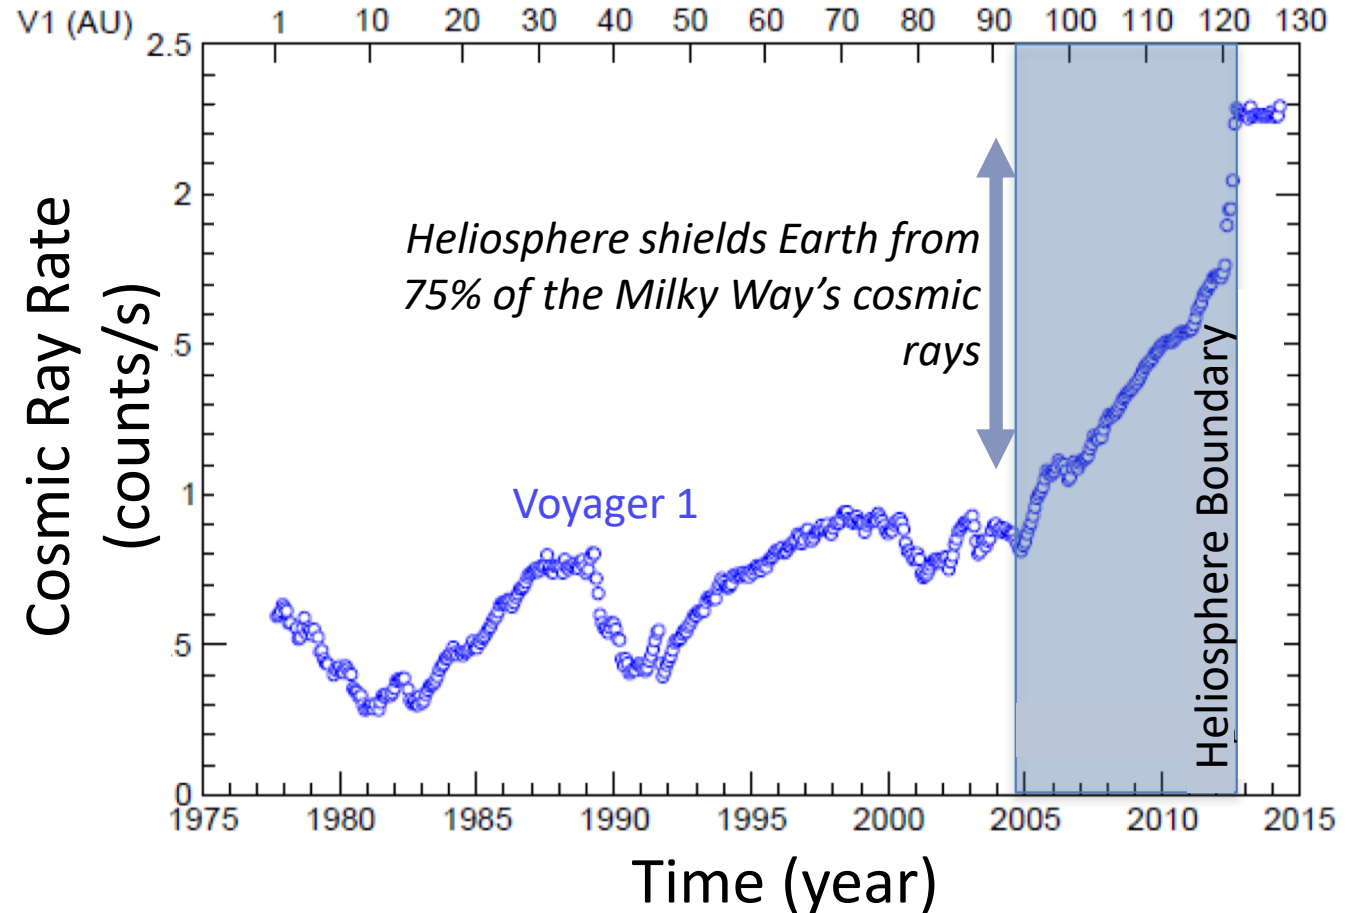 V1 (AU) 1 10 20 30 40 50 60 70 80 90 100 110 120 130
2.5
2
Heliosphere shields Earth from
75% of the Milky Way's cosmic
rays
.5
1
Voyager 1
.5
0
Cosmic Ray Rate
(counts/s)
Heliosphere Boundary
1975 1980 1985 1990 1995 2000 2005 2010 2015
Time (year)